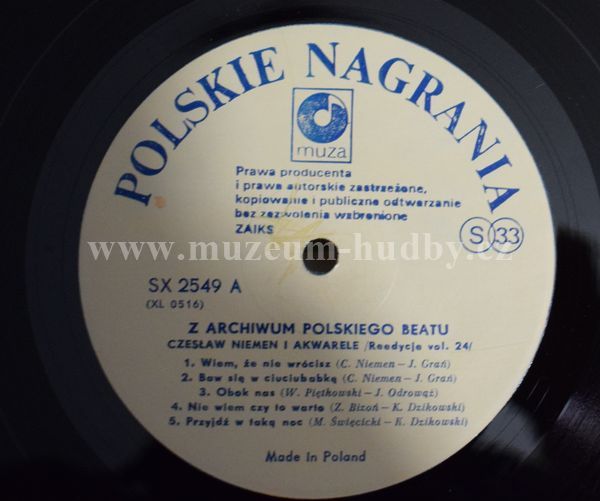 POLSKIE NAGRANIA
muza
Prawa producenta
i prawa autorskie zastrzeżone,
kopiowanie i publiczne odtwarzanie
bez zezwolenia wzbronione
ZAIKS
S 33
www.muzeum-hudby.cz
SX 2549 A
(XL 0516)
Z ARCHIWUM POLSKIEGO BEATU
CZESŁAW NIEMEN I AKWARELE /Reedycje vol. 24/
1. Wiem, że nie wrócisz (C. Niemen – J. Grań)
2. Baw się w ciuciubabkę (C. Niemen – J. Grań)
3. Obok nas (W. Piętkowski – J. Odrowąż)
4. Nie wiem czy to warto (Z. Bizoń – K. Dzikowski)
5. Przyjdź w taką noc (M. Święcicki – K. Dzikowski)
Made in Poland